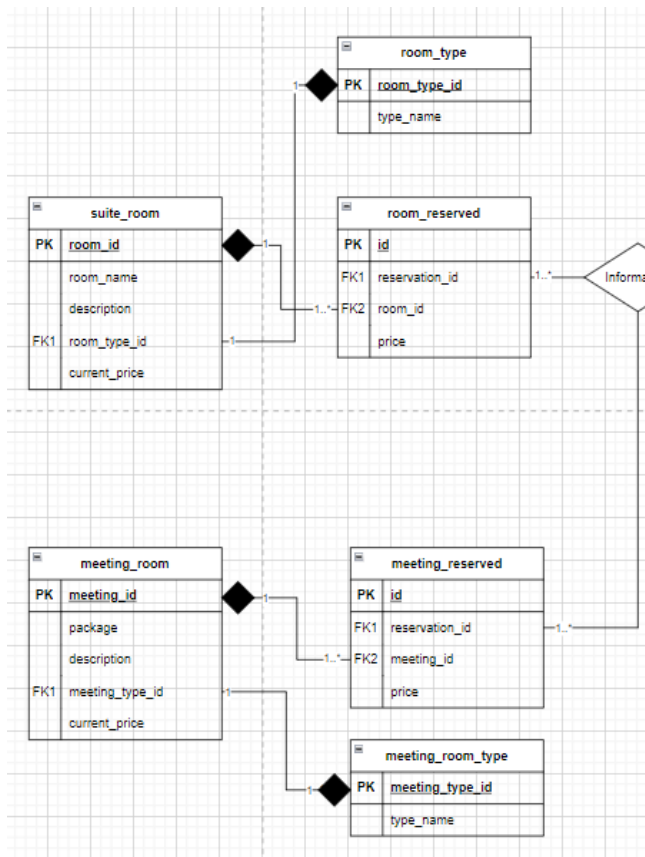 room_type
PK room_type_id
type_name
1
suite_room
PK room_id
room_name
description
FK1 room_type_id
current_price
1
1
1..*
room_reserved
PK id
FK1 reservation_id
FK2 room_id
price
1..*
meeting_room
PK meeting_id
package
description
FK1 meeting_type_id
current_price
1
1..*
1
1
meeting_reserved
PK id
FK1 reservation_id
FK2 meeting_id
price
1..*
meeting_room_type
PK meeting_type_id
type_name